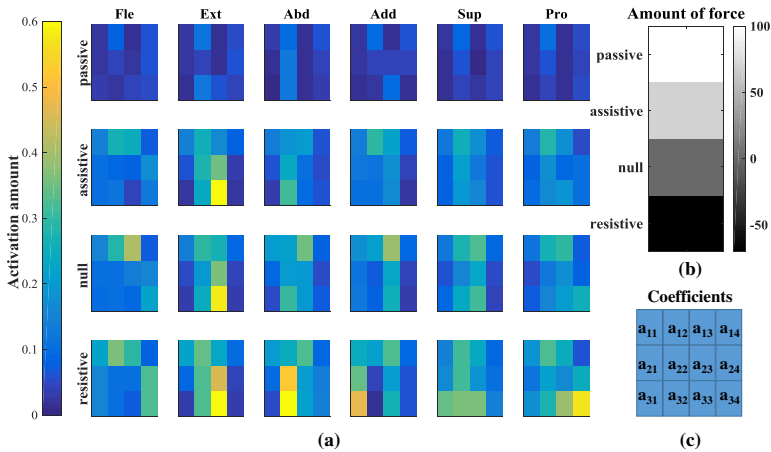 Fle Ext Abd Add Sup Pro
Amount of force
0.6
0.5
0.4
0.3
0.2
0.1
0
Activation amount
passive
assistive
null
resistive
(a)
passive
assistive
null
resistive
100
50
0
-50
(b)
Coefficients
a11 a12 a13 a14
a21 a22 a23 a24
a31 a32 a33 a34
(c)